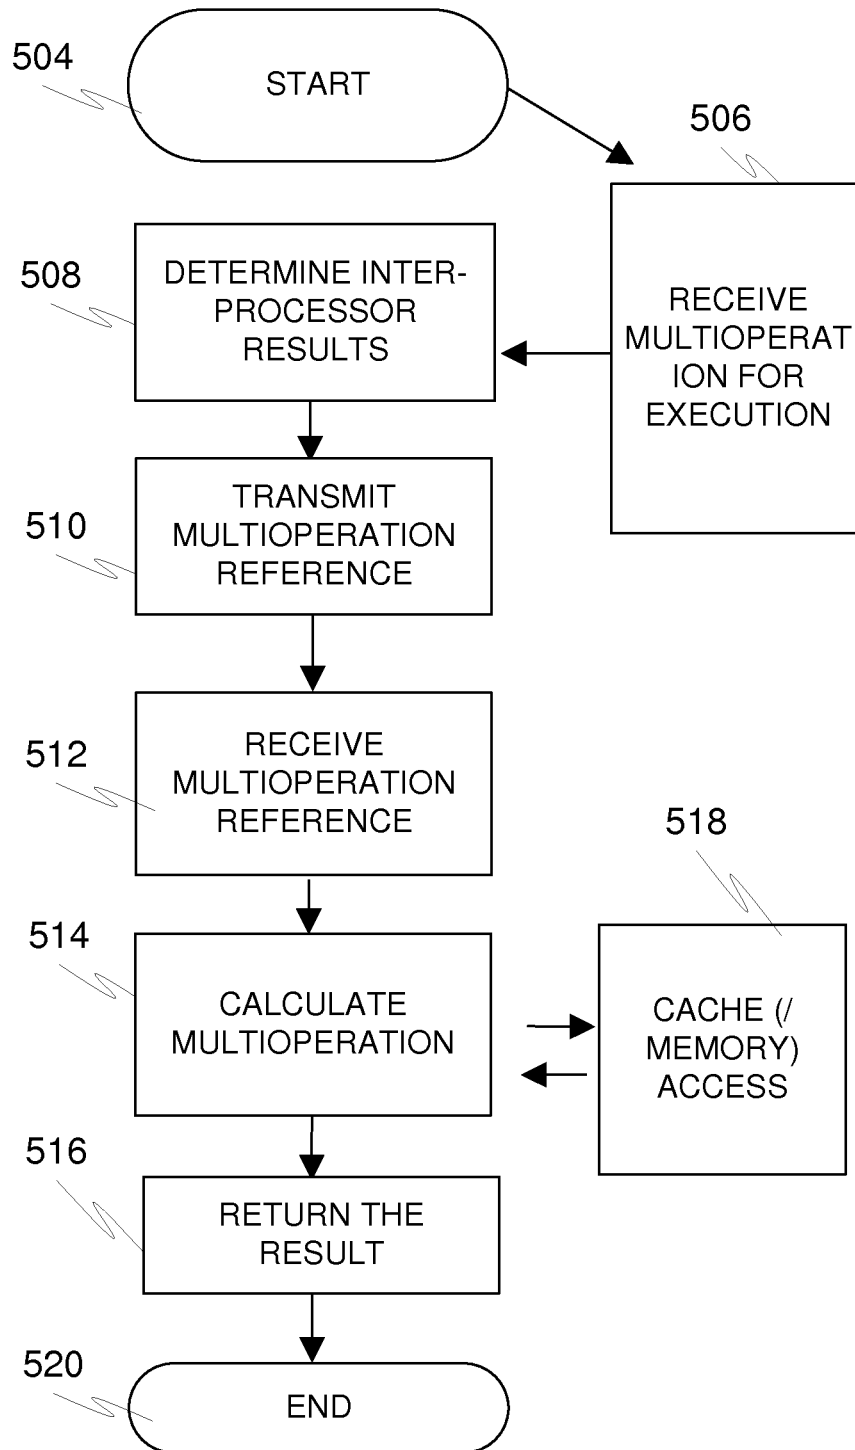 504
START
506
RECEIVE
MULTIOPERAT
ION FOR
EXECUTION
508
DETERMINE INTER-
PROCESSOR
RESULTS
510
TRANSMIT
MULTIOPERATION
REFERENCE
512
RECEIVE
MULTIOPERATION
REFERENCE
514
CALCULATE
MULTIOPERATION
518
CACHE (/
MEMORY)
ACCESS
516
RETURN THE
RESULT
520
END